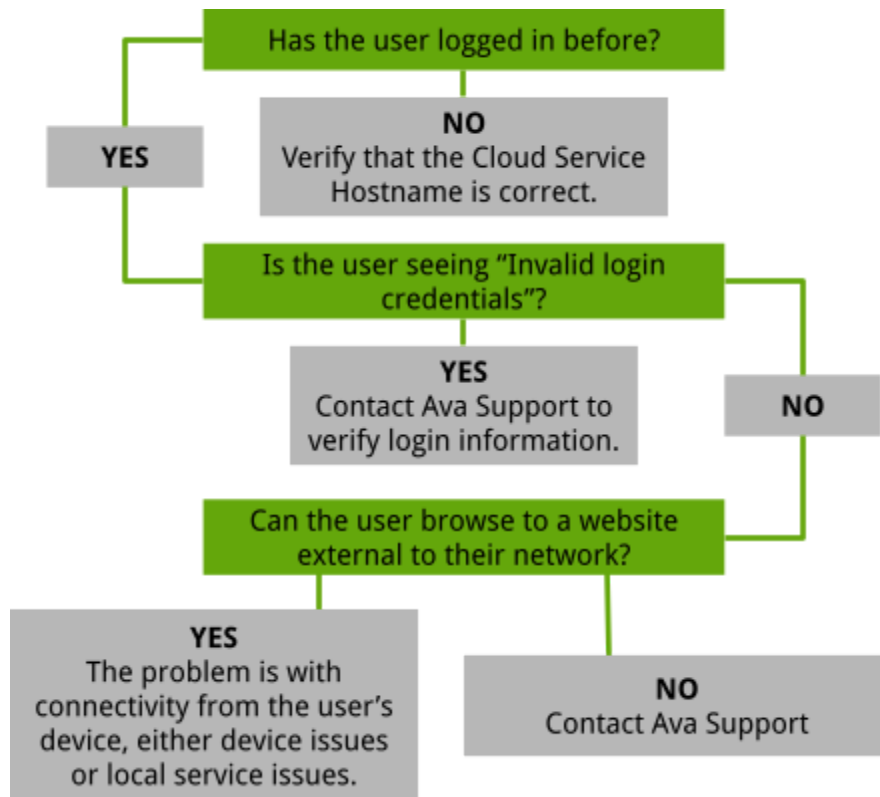 Has the user logged in before?
NO
Verify that the Cloud Service
Hostname is correct.
YES
Is the user seeing “Invalid login
credentials”?
YES
Contact Ava Support to
verify login information.
NO
Can the user browse to a website
external to their network?
YES
The problem is with
connectivity from the user’s
device, either device issues
or local service issues.
NO
Contact Ava Support